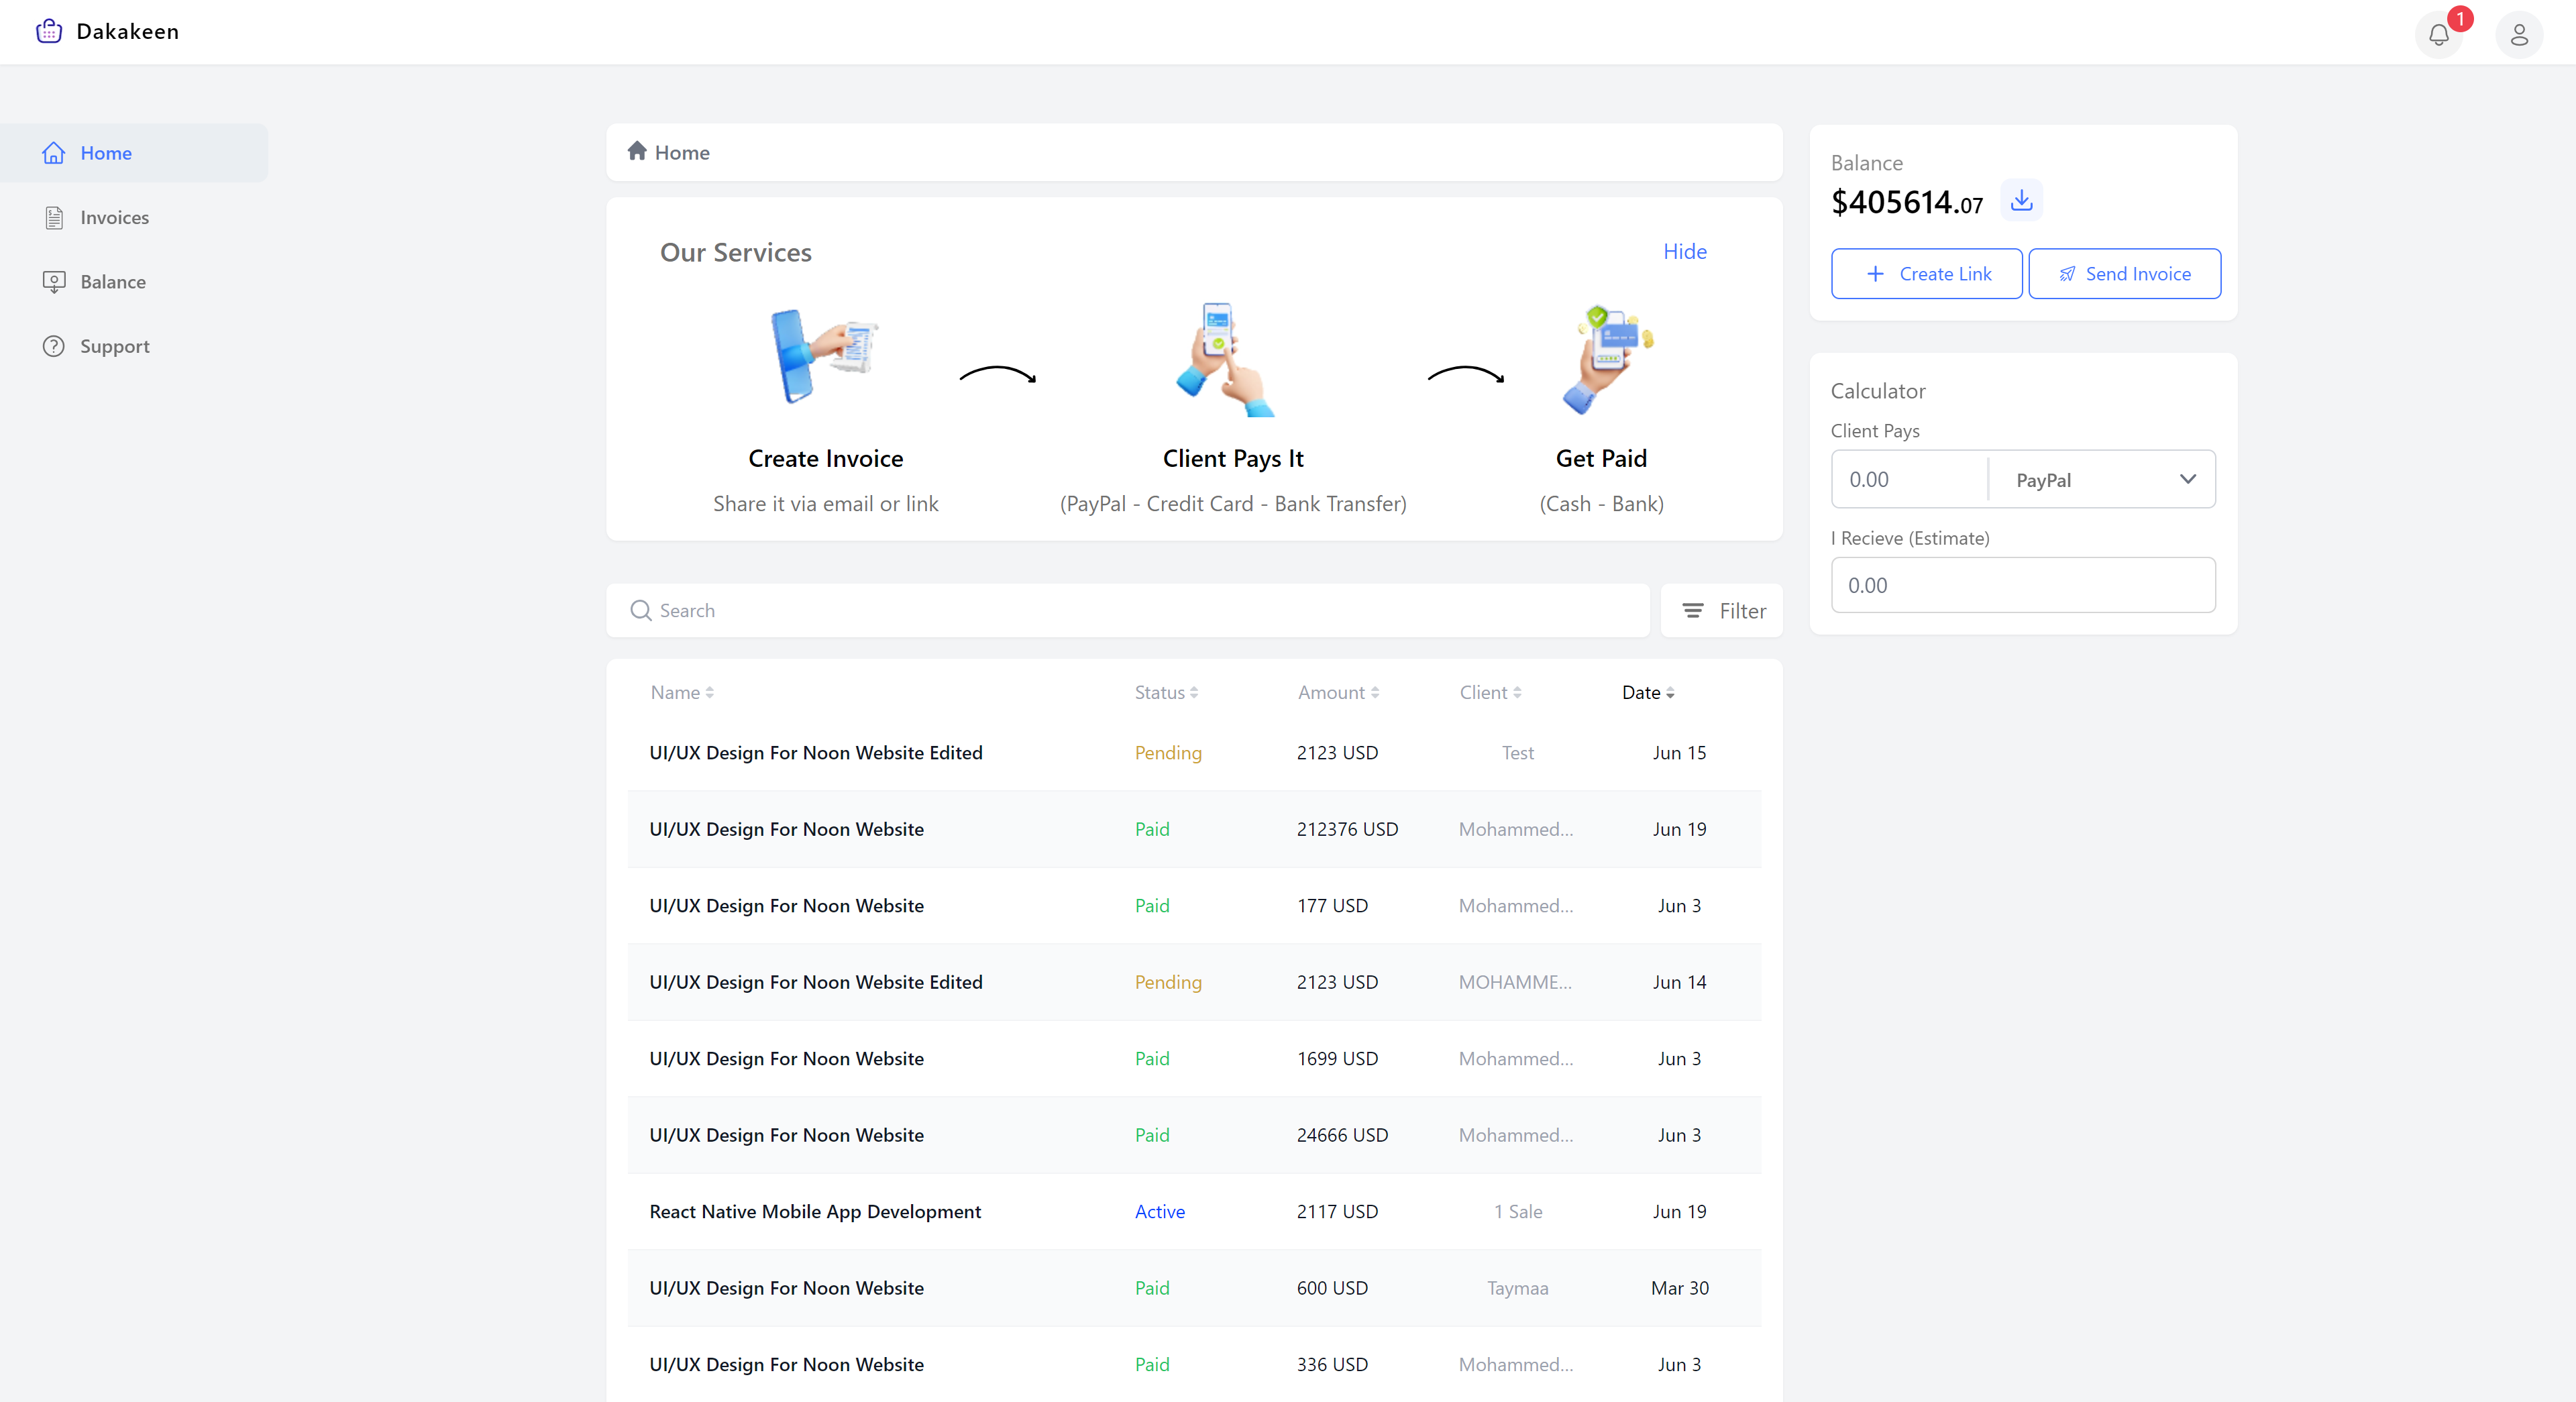 Dakakeen
1
Home
Invoices
Balance
Support
Home
Our Services
Hide
Create Invoice
Share it via email or link
Client Pays It
(PayPal - Credit Card - Bank Transfer)
Get Paid
(Cash - Bank)
Search
Filter
Name Status Amount Client Date
UI/UX Design For Noon Website Edited Pending 2123 USD Test Jun 15
UI/UX Design For Noon Website Paid 212376 USD Mohammed... Jun 19
UI/UX Design For Noon Website Paid 177 USD Mohammed... Jun 3
UI/UX Design For Noon Website Edited Pending 2123 USD MOHAMME... Jun 14
UI/UX Design For Noon Website Paid 1699 USD Mohammed... Jun 3
UI/UX Design For Noon Website Paid 24666 USD Mohammed... Jun 3
React Native Mobile App Development Active 2117 USD 1 Sale Jun 19
UI/UX Design For Noon Website Paid 600 USD Taymaa Mar 30
UI/UX Design For Noon Website Paid 336 USD Mohammed... Jun 3
Balance
$405614.07
Create Link
Send Invoice
Calculator
Client Pays
0.00 PayPal
I Recieve (Estimate)
0.00